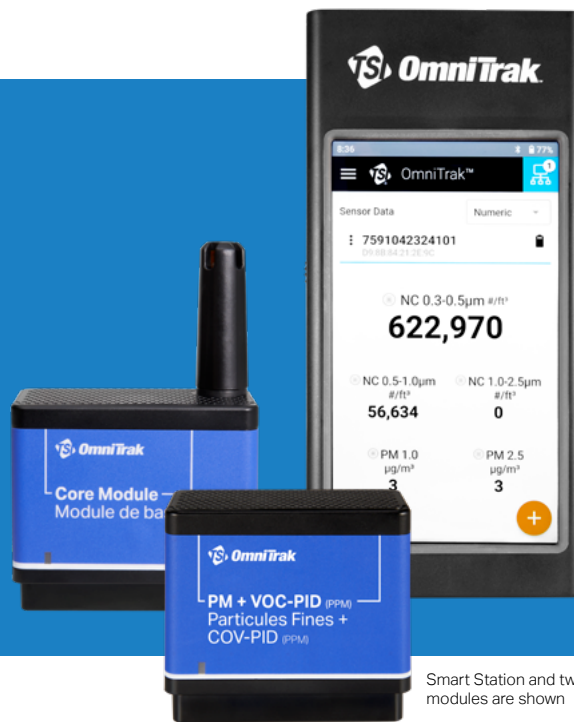 TSI OmniTrak
8:36 77%
TSI OmniTrak™ 1
Sensor Data Numeric
7591042324101
NC 0.3-0.5µm #/ft³
622,970
NC 0.5-1.0µm NC 1.0-2.5µm
#/ft³ #/ft³
56,634 0
PM 1.0 PM 2.5
µg/m³ µg/m³
3 3
+
TSI OmniTrak
Core Module
Module de
TSI OmniTrak
PM + VOC-PID (PPM)
Particules Fines +
COV-PID (PPM)
Smart Station and
modules are shown